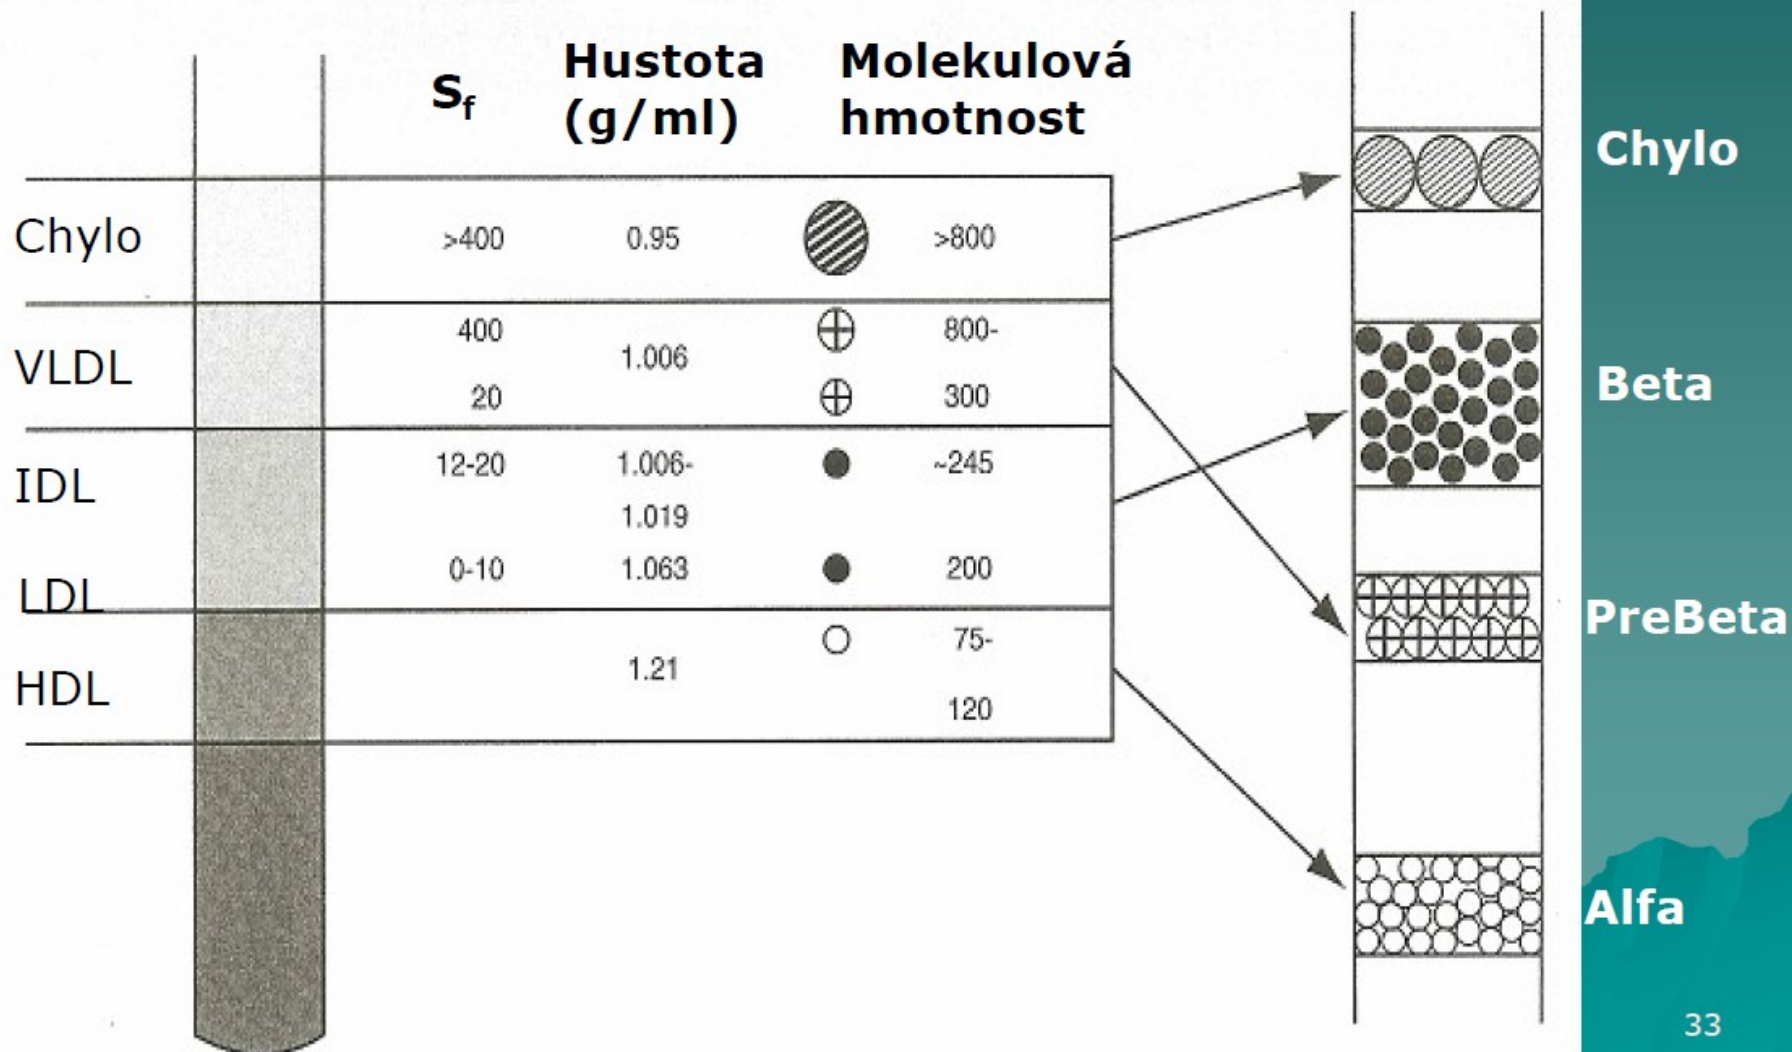 S_f Hustota (g/ml) Molekulová hmotnost
Chylo >400 0.95 >800
VLDL 400 1.006 800-
20 300
IDL 12-20 1.006- ~245
1.019
LDL 0-10 1.063 200
HDL 1.21 75-
120
Chylo
Beta
PreBeta
Alfa
33